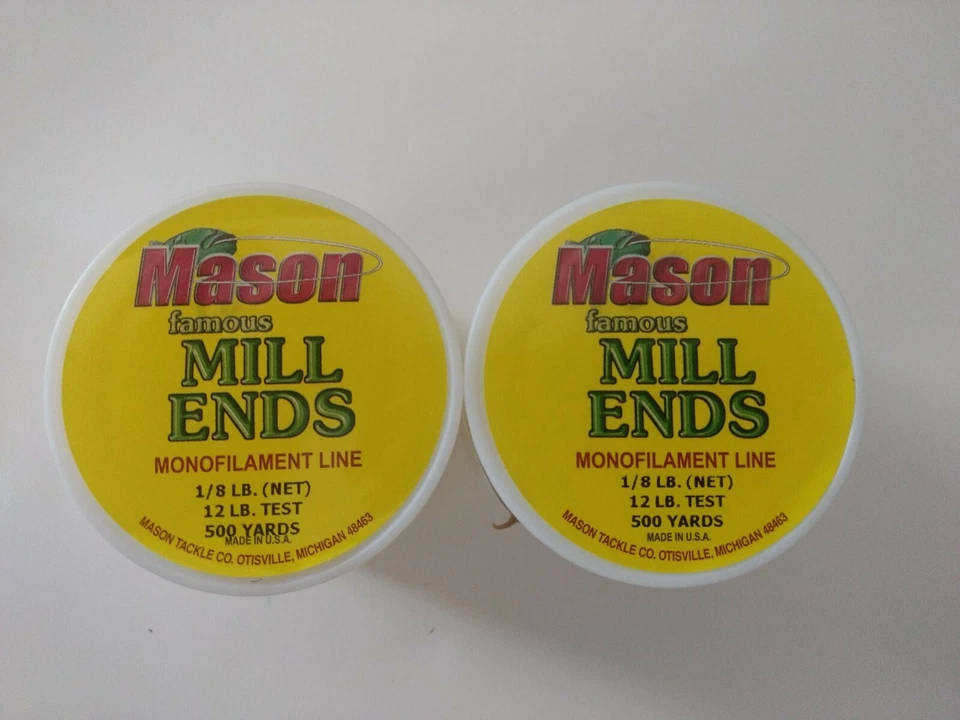 Mason
famous
MILL
ENDS
MONOFILAMENT LINE
1/8 LB. (NET)
12 LB. TEST
500 YARDS
MADE IN U.S.A.
MASON TACKLE CO. OTISVILLE, MICHIGAN 48463
Mason
famous
MILL
ENDS
MONOFILAMENT LINE
1/8 LB. (NET)
12 LB. TEST
500 YARDS
MADE IN U.S.A.
MASON TACKLE CO. OTISVILLE, MICHIGAN 48463